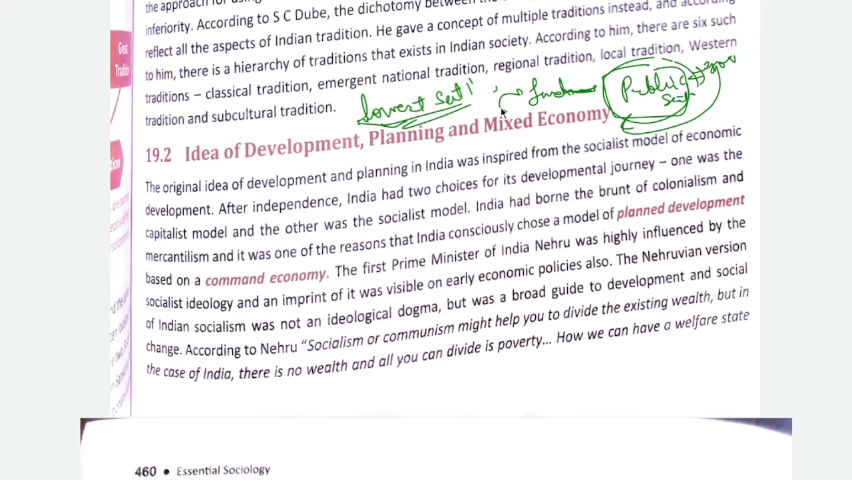 the approach for
inferiority. According to S C Dube, the dichotomy between
reflect all the aspects of Indian tradition. He gave a concept of multiple traditions instead, and according
to him, there is a hierarchy of traditions that exists in Indian society. According to him, there are six such
traditions – classical tradition, emergent national tradition, regional tradition, local tradition, Western
tradition and subcultural tradition.
Public
Great
Tradition
19.2 Idea of Development, Planning and Mixed Economy
The original idea of development and planning in India was inspired from the socialist model of economic
development. After independence, India had two choices for its developmental journey – one was the
capitalist model and the other was the socialist model. India had borne the brunt of colonialism and
mercantilism and it was one of the reasons that India consciously chose a model of planned development
based on a command economy. The first Prime Minister of India Nehru was highly influenced by the
socialist ideology and an imprint of it was visible on early economic policies also. The Nehruvian version
of Indian socialism was not an ideological dogma, but was a broad guide to development and social
change. According to Nehru "Socialism or communism might help you to divide the existing wealth, but in
the case of India, there is no wealth and all you can divide is poverty... How we can have a welfare state
460 • Essential Sociology